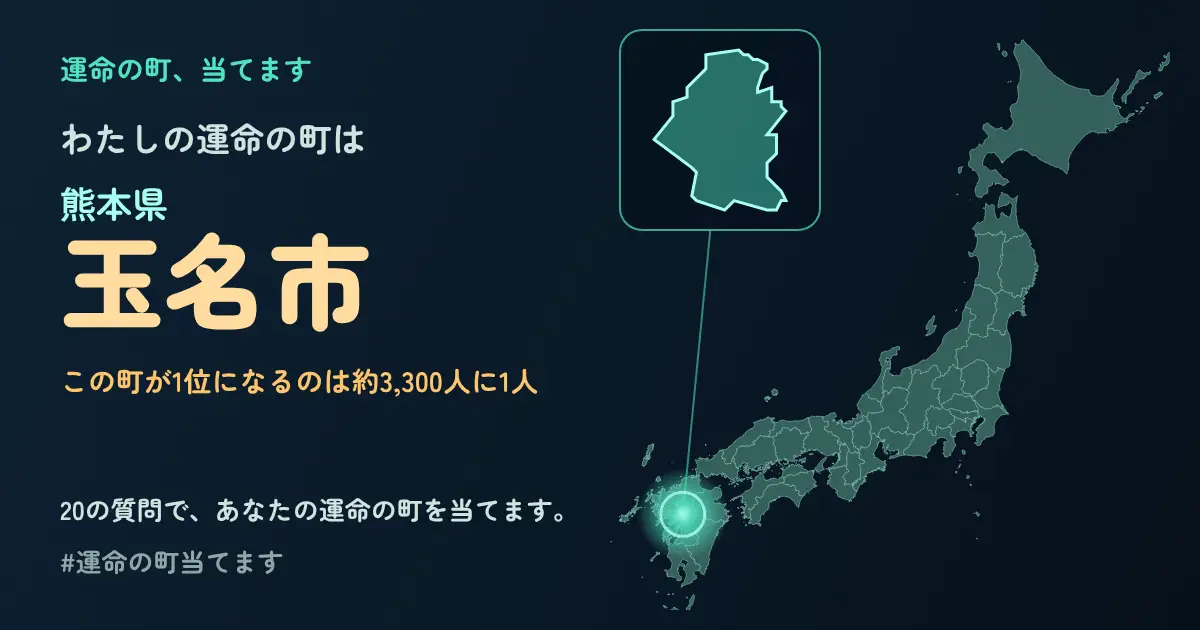 運命の町、当てます
わたしの運命の町は
熊本県
玉名市
この町が1位になるのは約3,300人に1人
20の質問で、あなたの運命の町を当てます。
#運命の町当てます